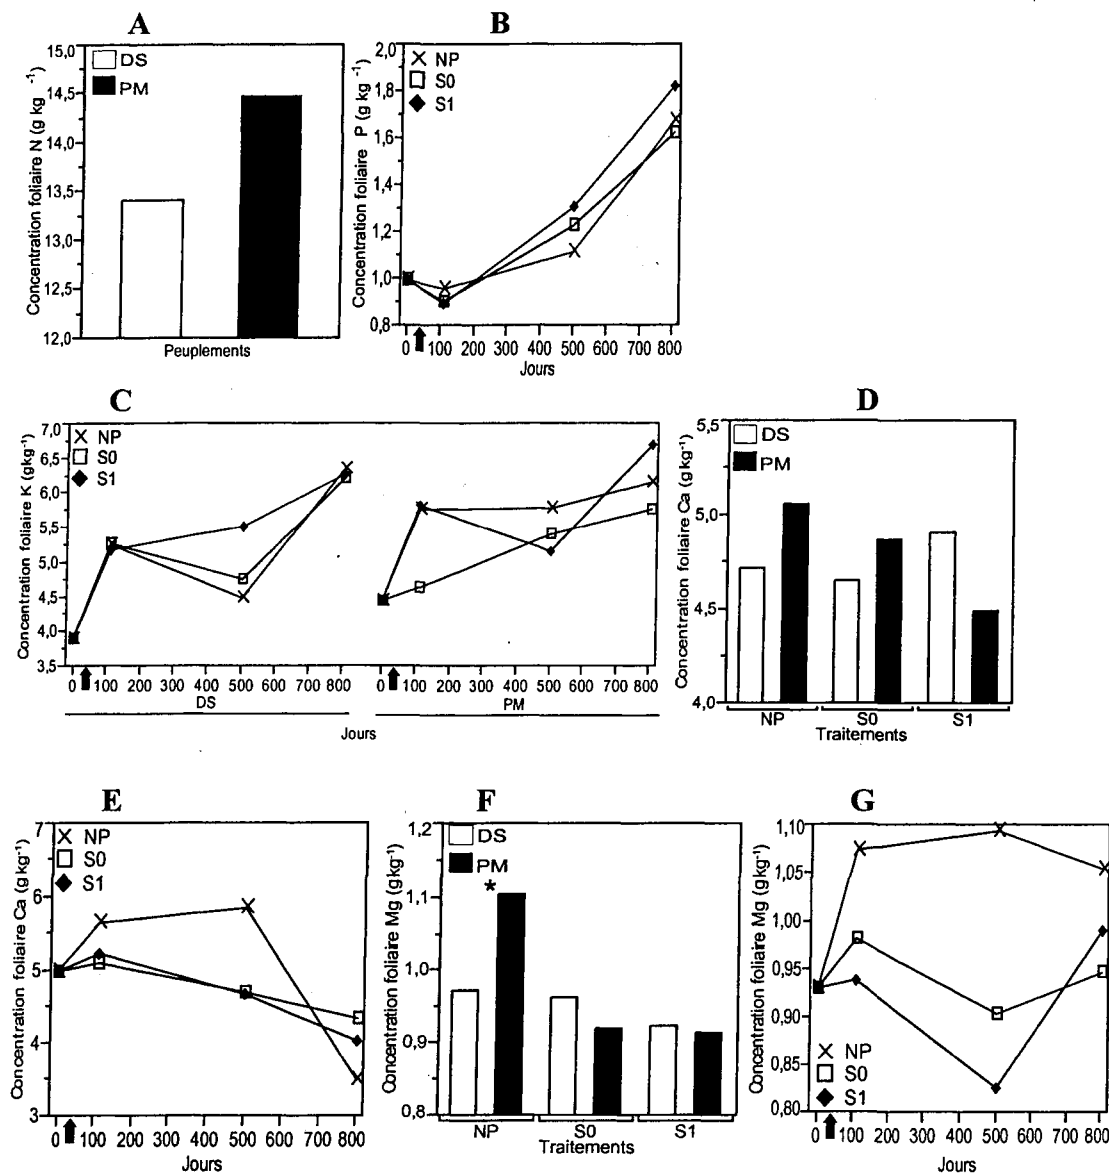 A
Concentration foliaire N (g kg -1)
15,0
14,5
14,0
13,5
13,0
12,5
12,0
DS
PM
Peuplements
B
Concentration foliaire P (g kg -1)
2,0
1,8
1,6
1,4
1,2
1,0
0,8
NP
S0
S1
0 100 200 300 400 500 600 700 800
Jours
C
Concentration foliaire K (gkg-1)
7,0
6,5
6,0
5,5
5,0
4,5
4,0
3,5
NP
S0
S1
0 100 200 300 400 500 600 700 800
DS
0 100 200 300 400 500 600 700 800
PM
Jours
D
Concentration foliaire Ca (g kg-1)
5,5
5,0
4,5
4,0
DS
PM
NP S0 S1
Traitements
E
Concentration foliaire Ca (g kg-1)
7
6
5
4
3
NP
S0
S1
0 100 200 300 400 500 600 700 800
Jours
F
Concentration foliaire Mg (g kg-1)
1,2
1,1
1,0
0,9
0,8
DS
PM
*
NP S0 S1
Traitements
G
Concentration foliaire Mg (g kg-1)
1,10
1,05
1,00
0,95
0,90
0,85
0,80
NP
S0
S1
0 100 200 300 400 500 600 700 800
Jours